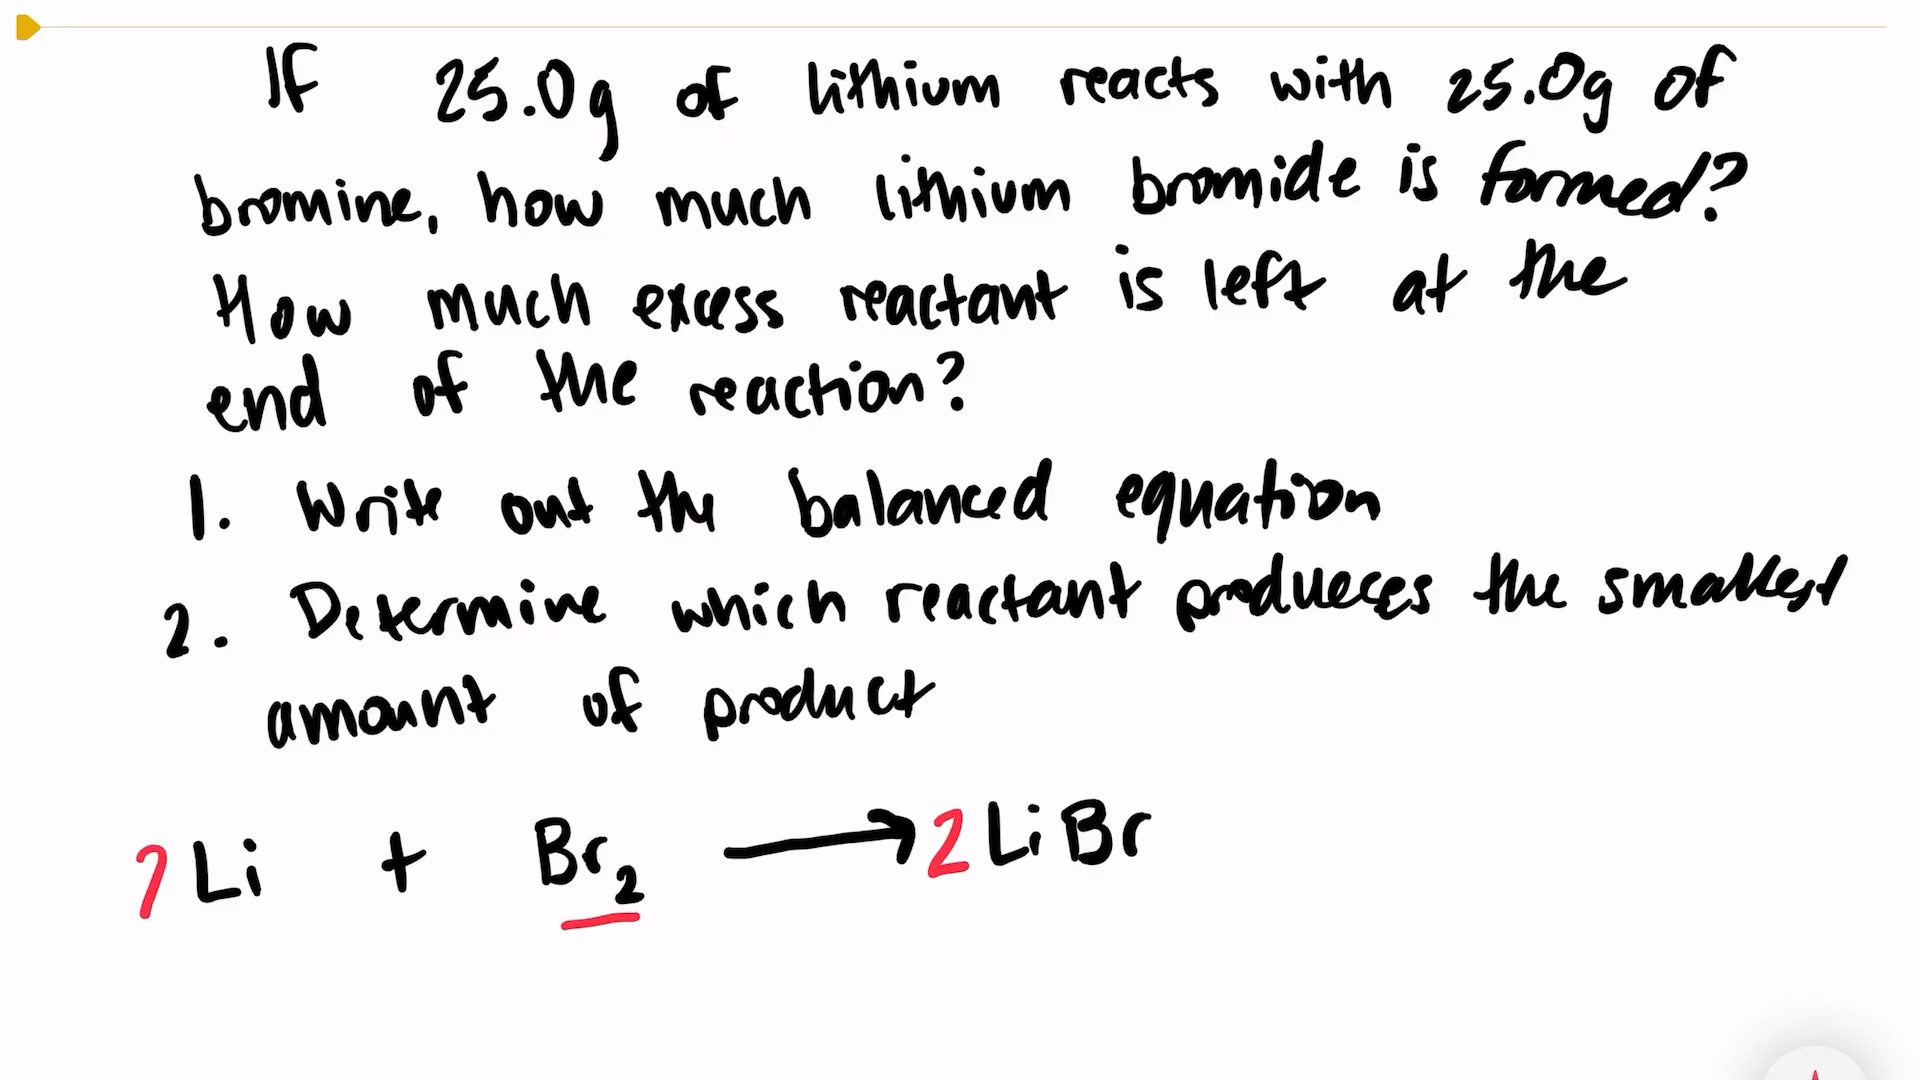 If 25.0g of lithium reacts with 25.0g of
bromine, how much lithium bromide is formed?
How much excess reactant is left at the
end of the reaction?
1. Write out the balanced equation
2. Determine which reactant produeces the smallest
amount of product
Li + Br₂ → 2LiBr